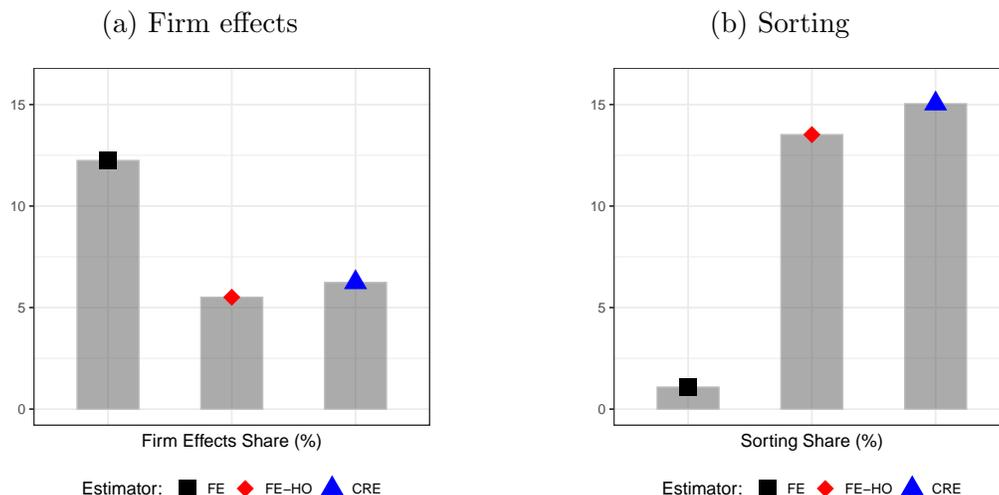 (a) Firm effects
15
10
5
0
Firm Effects Share (%)
Estimator: FE FE−HO CRE
(b) Sorting
15
10
5
0
Sorting Share (%)
Estimator: FE FE−HO CRE